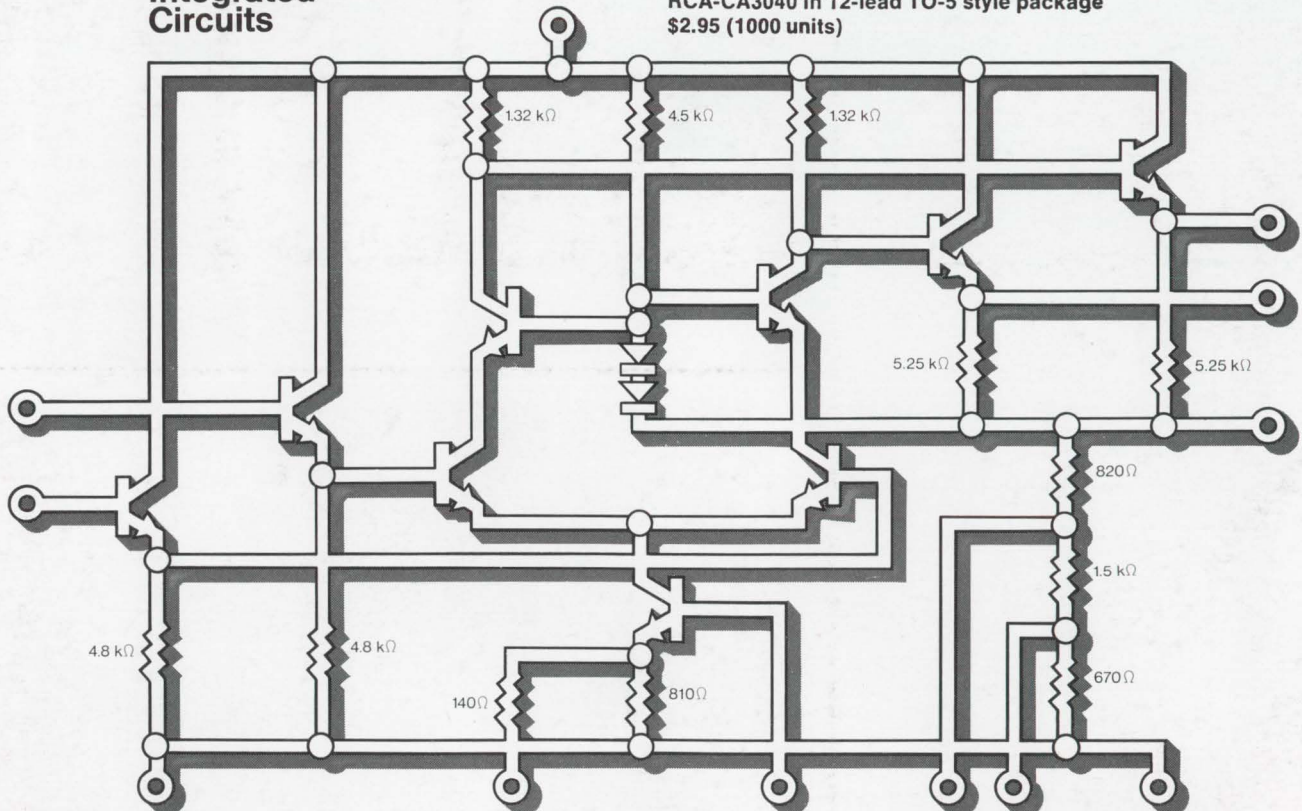 Integrated
Circuits
RCA-CA3040 in 12-lead TO-5 style package
$2.95 (1000 units)
1.32 kΩ
4.5 kΩ
1.32 kΩ
5.25 kΩ
5.25 kΩ
820Ω
1.5 kΩ
4.8 kΩ
4.8 kΩ
140Ω
810Ω
670Ω